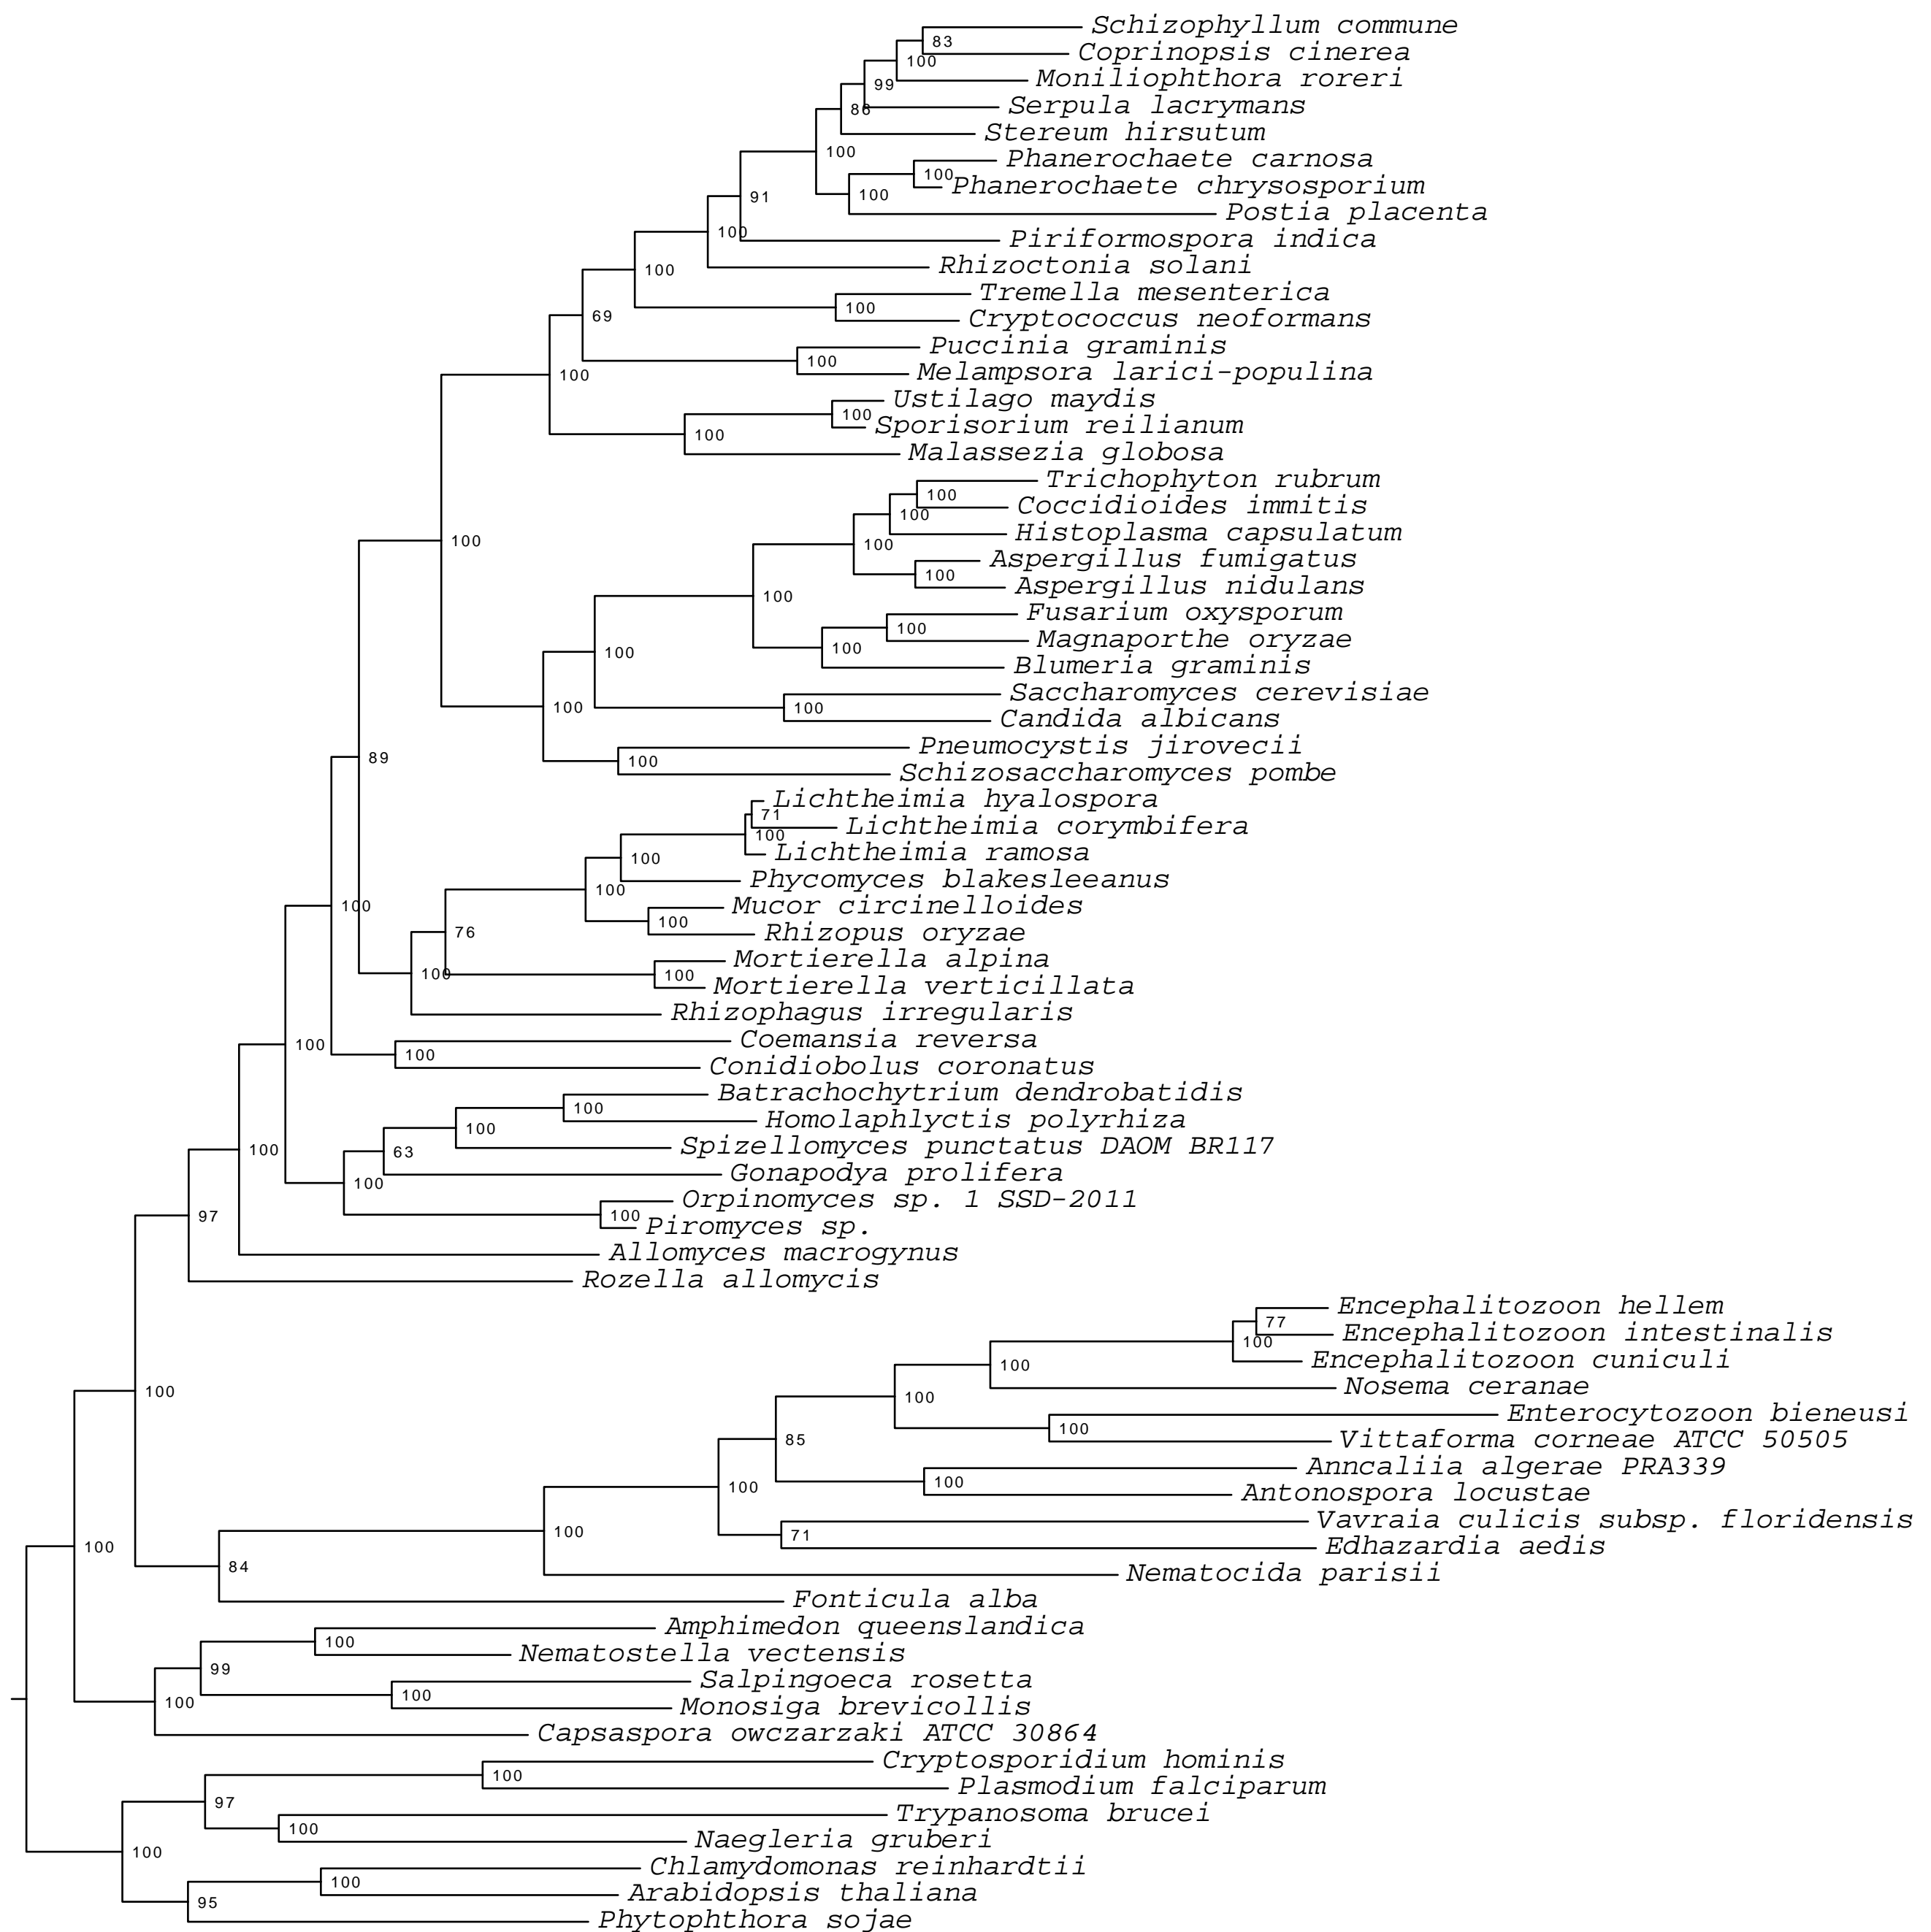 Schizophyllum commune
83
Coprinopsis cinerea
100
Moniliophthora roreri
99
Serpula lacrymans
86
Stereum hirsutum
100
Phanerochaete carnosa
100
Phanerochaete chrysosporium
100
91
Postia placenta
100
Piriformospora indica
Rhizoctonia solani
100
Tremella mesenterica
100
69
Cryptococcus neoformans
Puccinia graminis
100
Melampsora larici-populina
100
Ustilago maydis
100
Sporisorium reilianum
100
Malassezia globosa
Trichophyton rubrum
100
Coccidioides immitis
100
Histoplasma capsulatum
100
100
Aspergillus fumigatus
100
Aspergillus nidulans
100
Fusarium oxysporum
100
Magnaporthe oryzae
100
100
Blumeria graminis
Saccharomyces cerevisiae
100
100
Candida albicans
Pneumocystis jirovecii
89
100
Schizosaccharomyces pombe
Lichtheimia hyalospora
71
Lichtheimia corymbifera
100
Lichtheimia ramosa
100
Phycomyces blakesleeanus
100
Mucor circinelloides
100
100
Rhizopus oryzae
76
Mortierella alpina
100
100
Mortierella verticillata
Rhizophagus irregularis
Coemansia reversa
100
100
Conidiobolus coronatus
Batrachochytrium dendrobatidis
100
Homolaphlyctis polyrhiza
100
Spizellomyces punctatus DAOM BR117
100
63
Gonapodya prolifera
100
Orpinomyces sp. 1 SSD-2011
97
100
Piromyces sp.
Allomyces macrogynus
Rozella allomycis
Encephalitozoon hellem
77
Encephalitozoon intestinalis
100
Encephalitozoon cuniculi
100
Nosema ceranae
100
100
Enterocytozoon bieneusi
100
Vittaforma corneae ATCC 50505
85
Anncaliia algerae PRA339
100
100
Antonospora locustae
Vavraia culicis subsp. floridensis
100
71
Edhazardia aedis
100
84
Nematocida parisii
Fonticula alba
Amphimedon queenslandica
100
Nematostella vectensis
99
Salpingoeca rosetta
100
100
Monosiga brevicollis
Capsaspora owczarzaki ATCC 30864
Cryptosporidium hominis
100
Plasmodium falciparum
97
Trypanosoma brucei
100
Naegleria gruberi
100
Chlamydomonas reinhardtii
100
Arabidopsis thaliana
95
Phytophthora sojae